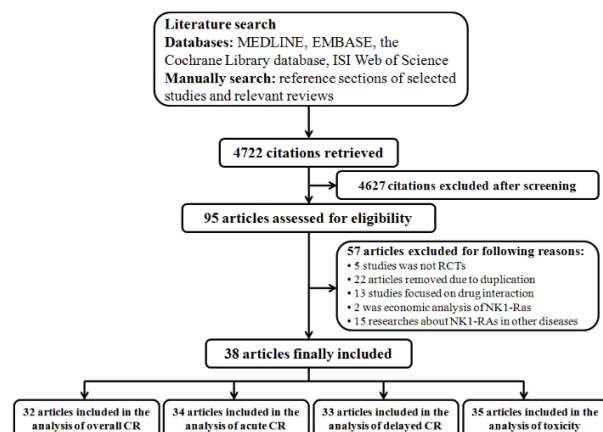 Literature search
Databases: MEDLINE, EMBASE, the
Cochrane Library database, ISI Web of Science
Manually search: reference sections of selected
studies and relevant reviews
4722 citations retrieved
4627 citations excluded after screening
95 articles assessed for eligibility
57 articles excluded for following reasons:
• 5 studies was not RCTs
• 22 articles removed due to duplication
• 13 studies focused on drug interaction
• 2 was economic analysis of NK1-Ras
• 15 researches about NK1-RAs in other diseases
38 articles finally included
32 articles included in the
analysis of overall CR
34 articles included in the
analysis of acute CR
33 articles included in the
analysis of delayed CR
35 articles included in the
analysis of toxicity